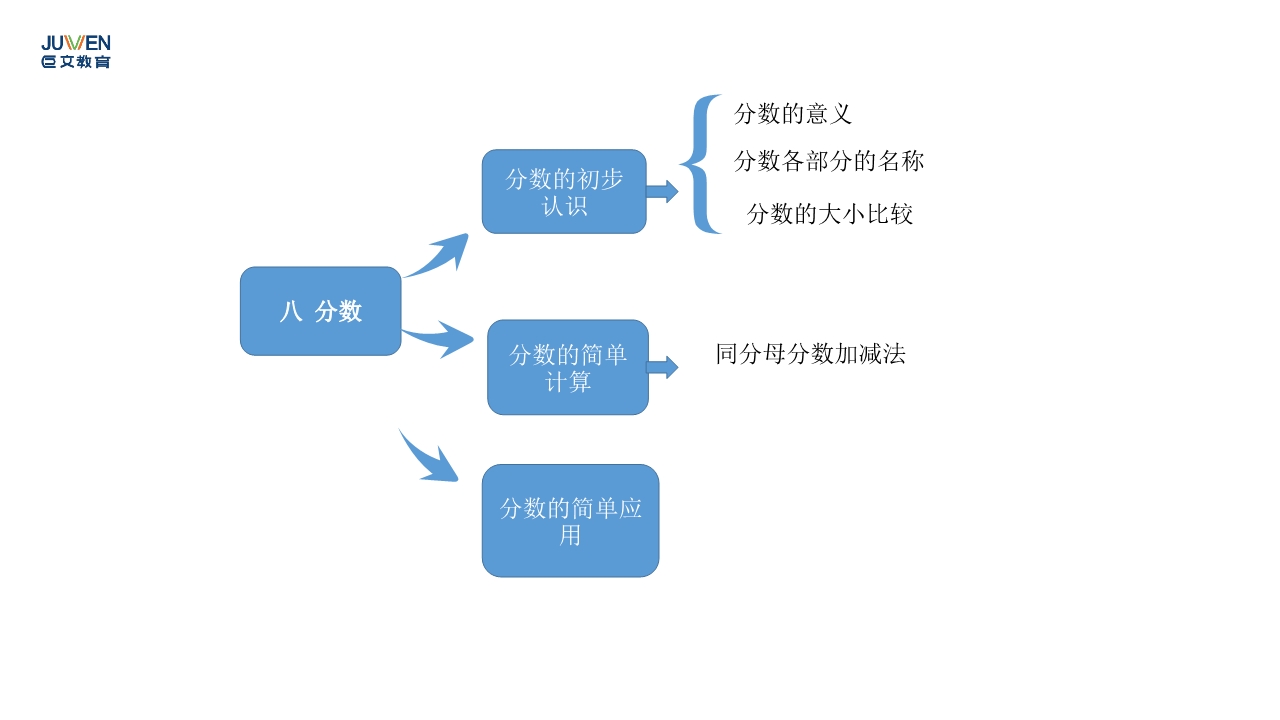 JUWEN
巨文教育
分数的意义
分数各部分的名称
分数的大小比较
分数的初步
认识
八 分数
分数的简单
计算
同分母分数加减法
分数的简单应
用